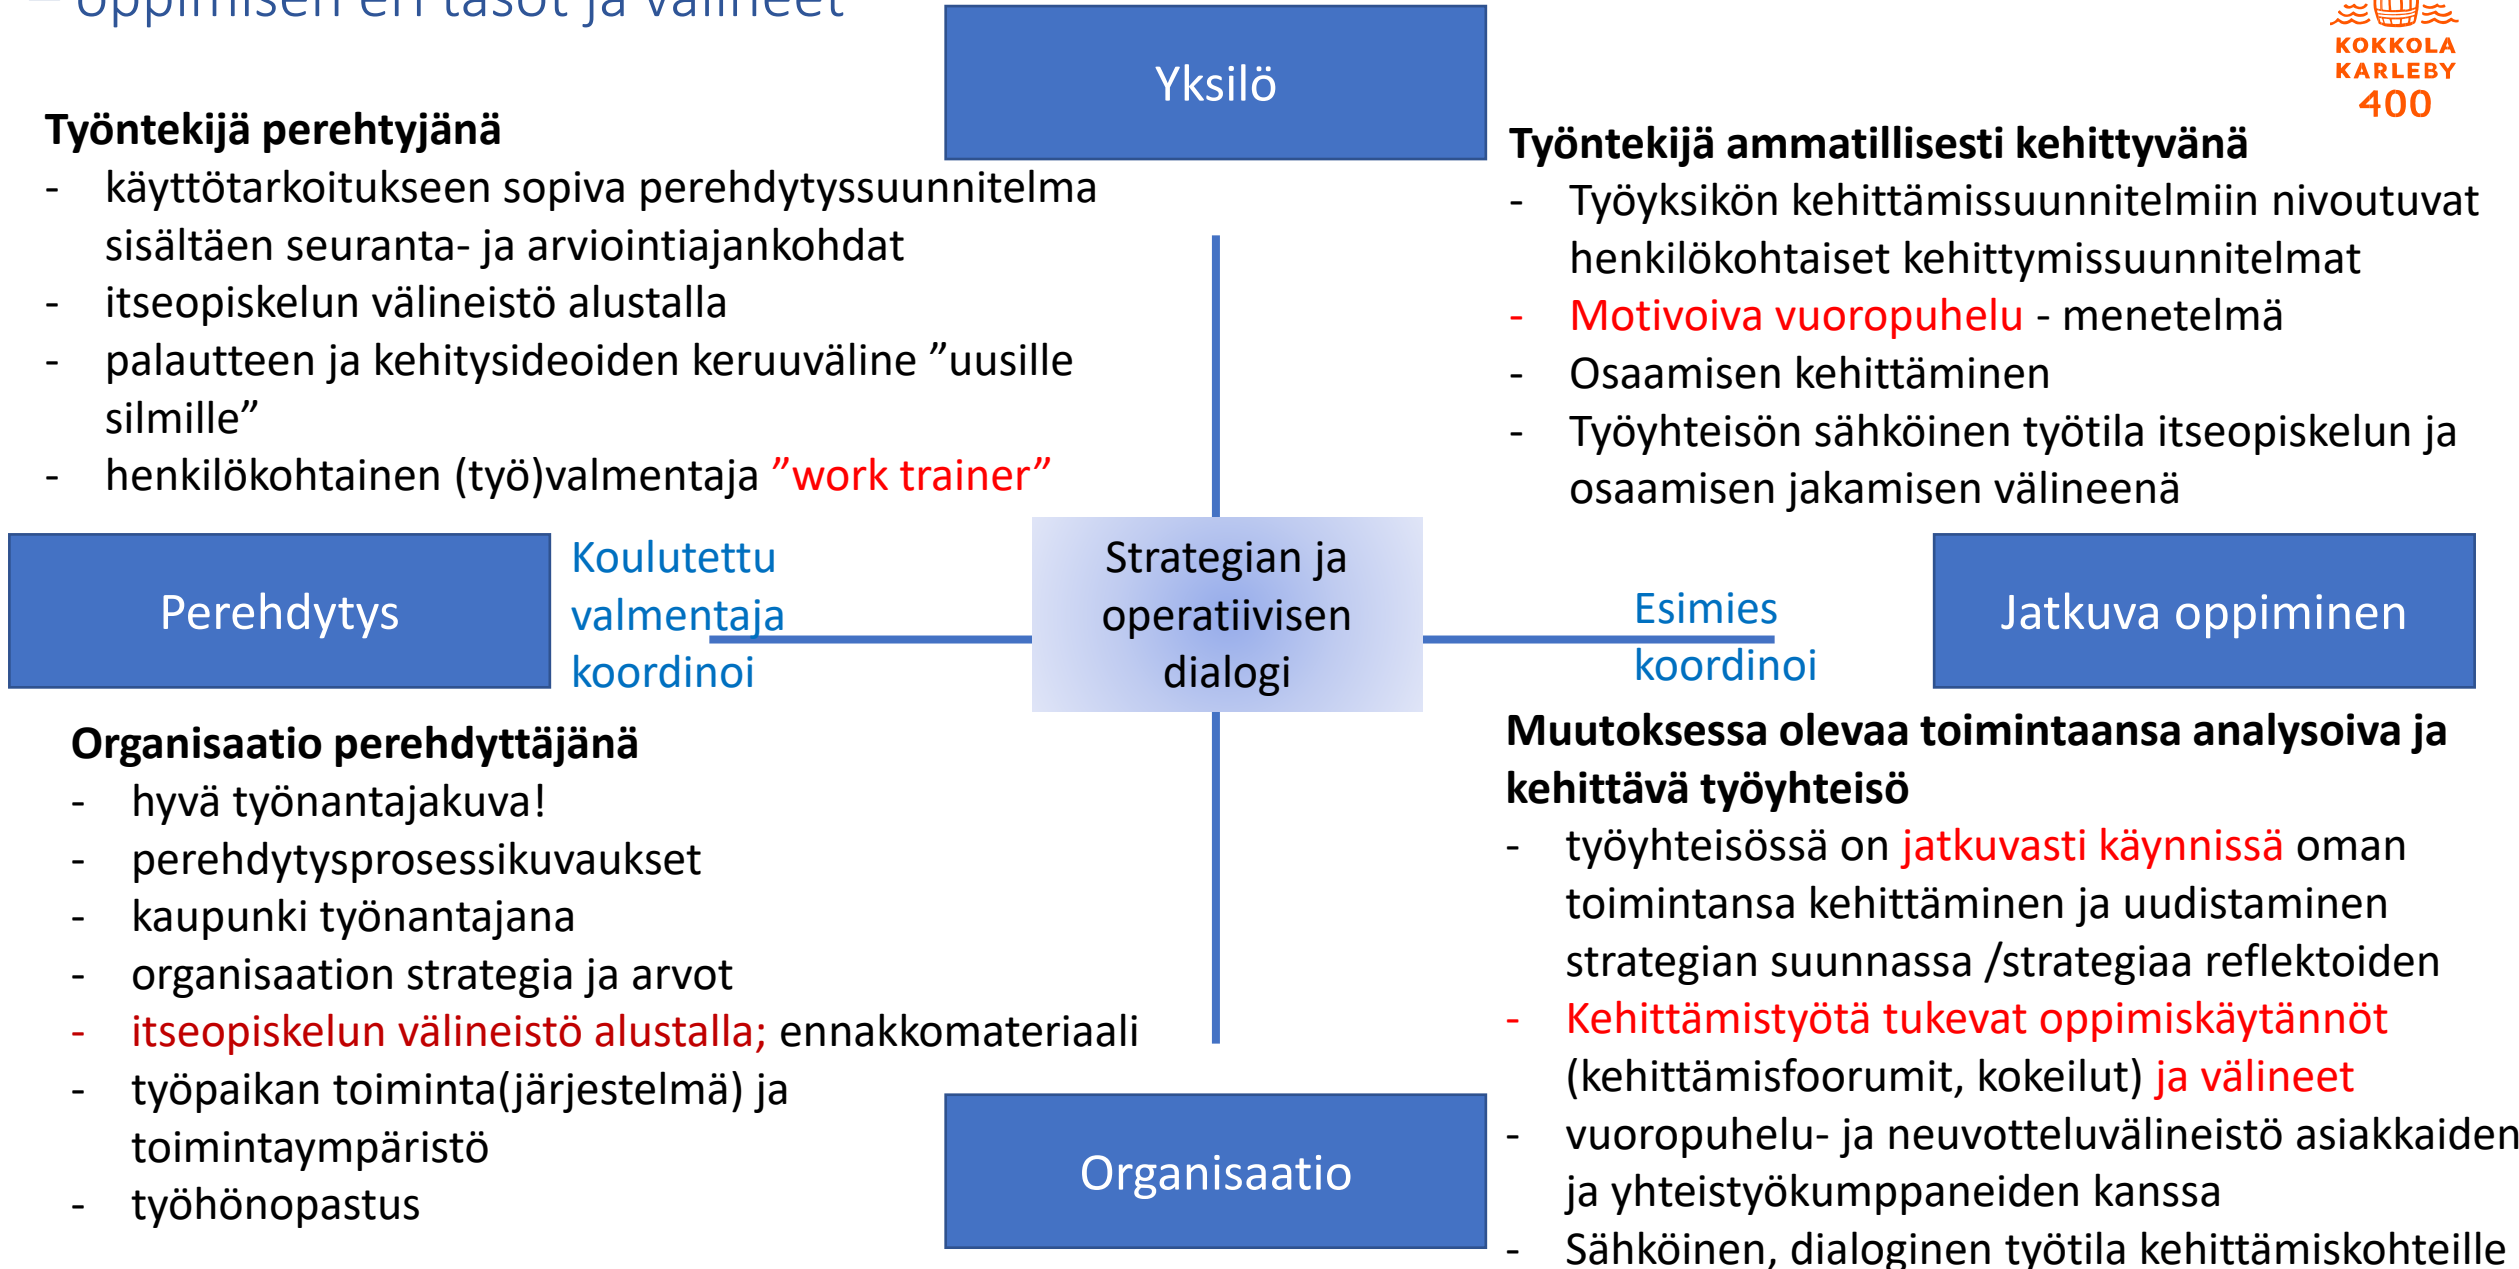 – oppimisen eri tasot ja välineet
KOKKOLA
KARLEBY
400
Yksilö
Työntekijä perehtyjänä
- käyttötarkoitukseen sopiva perehdytyssuunnitelma
sisältäen seuranta- ja arviointiajankohdat
- itseopiskelun välineistö alustalla
- palautteen ja kehitysideoiden keruuväline ”uusille
silmille”
- henkilökohtainen (työ)valmentaja ”work trainer”
Työntekijä ammatillisesti kehittyvänä
- Työyksikön kehittämissuunnitelmiin nivoutuvat
henkilökohtaiset kehittymissuunnitelmat
- Motivoiva vuoropuhelu - menetelmä
- Osaamisen kehittäminen
- Työyhteisön sähköinen työtila itseopiskelun ja
osaamisen jakamisen välineenä
Perehdytys
Koulutettu
valmentaja
koordinoi
Strategian ja
operatiivisen
dialogi
Esimies
koordinoi
Jatkuva oppiminen
Organisaatio perehdyttäjänä
- hyvä työnantajakuva!
- perehdytysprosessikuvaukset
- kaupunki työnantajana
- organisaation strategia ja arvot
- itseopiskelun välineistö alustalla; ennakkomateriaali
- työpaikan toiminta(järjestelmä) ja
toimintaympäristö
- työhönopastus
Organisaatio
Muutoksessa olevaa toimintaansa analysoiva ja
kehittävä työyhteisö
- työyhteisössä on jatkuvasti käynnissä oman
toimintansa kehittäminen ja uudistaminen
strategian suunnassa /strategiaa reflektoiden
- Kehittämistyötä tukevat oppimiskäytännöt
(kehittämisfoorumit, kokeilut) ja välineet
- vuoropuhelu- ja neuvotteluvälineistö asiakkaiden
ja yhteistyökumppaneiden kanssa
- Sähköinen, dialoginen työtila kehittämiskohteille